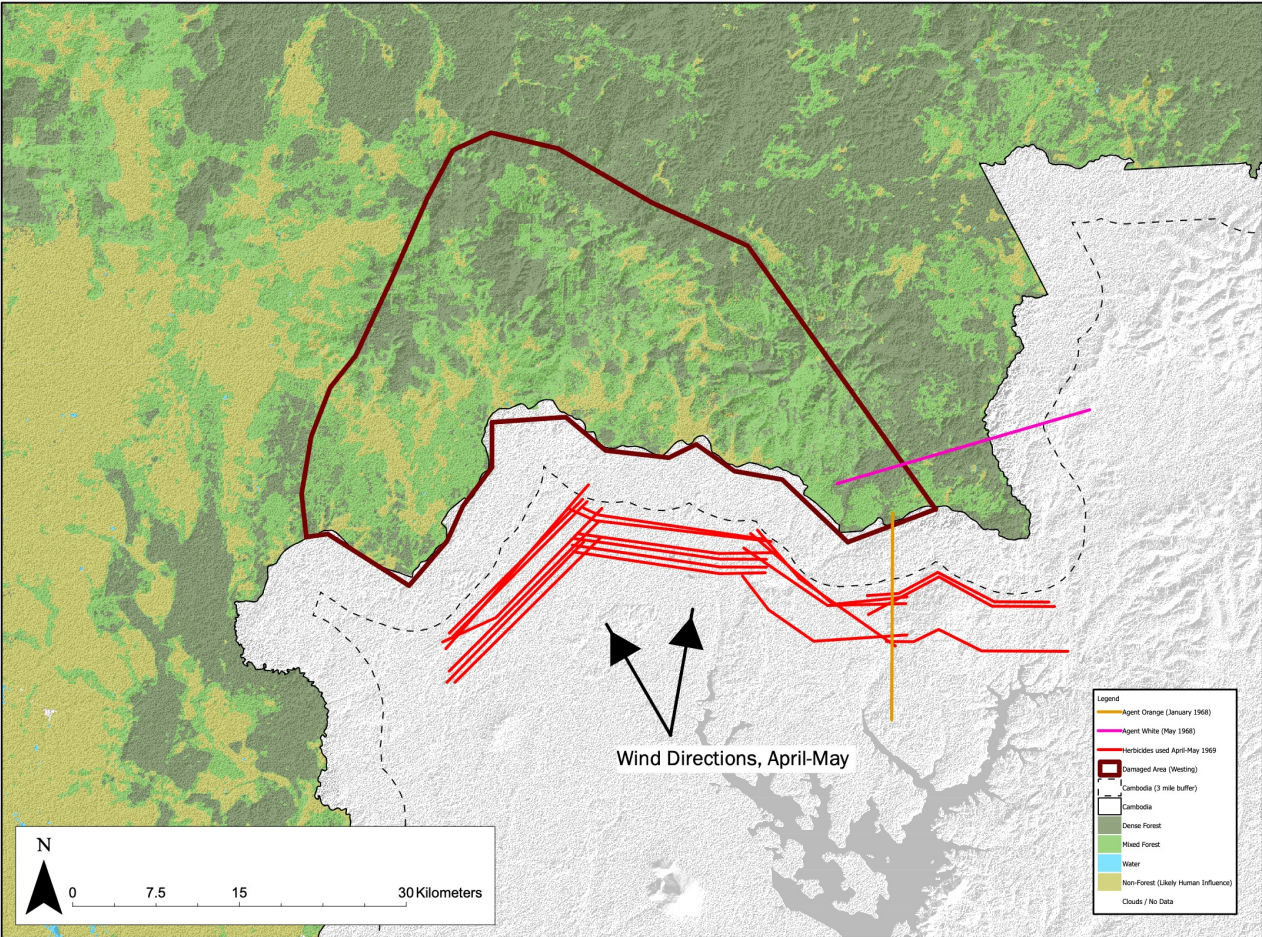 Wind Directions, April-May
Legend
Agent Orange (January 1968)
Agent White (May 1968)
Herbicides used April-May 1969
Damaged Area (Westing)
Cambodia (3 mile buffer)
Cambodia
Dense Forest
Mixed Forest
Water
Non-Forest (Likely Human Influence)
Clouds / No Data
N
0 7.5 15 30 Kilometers